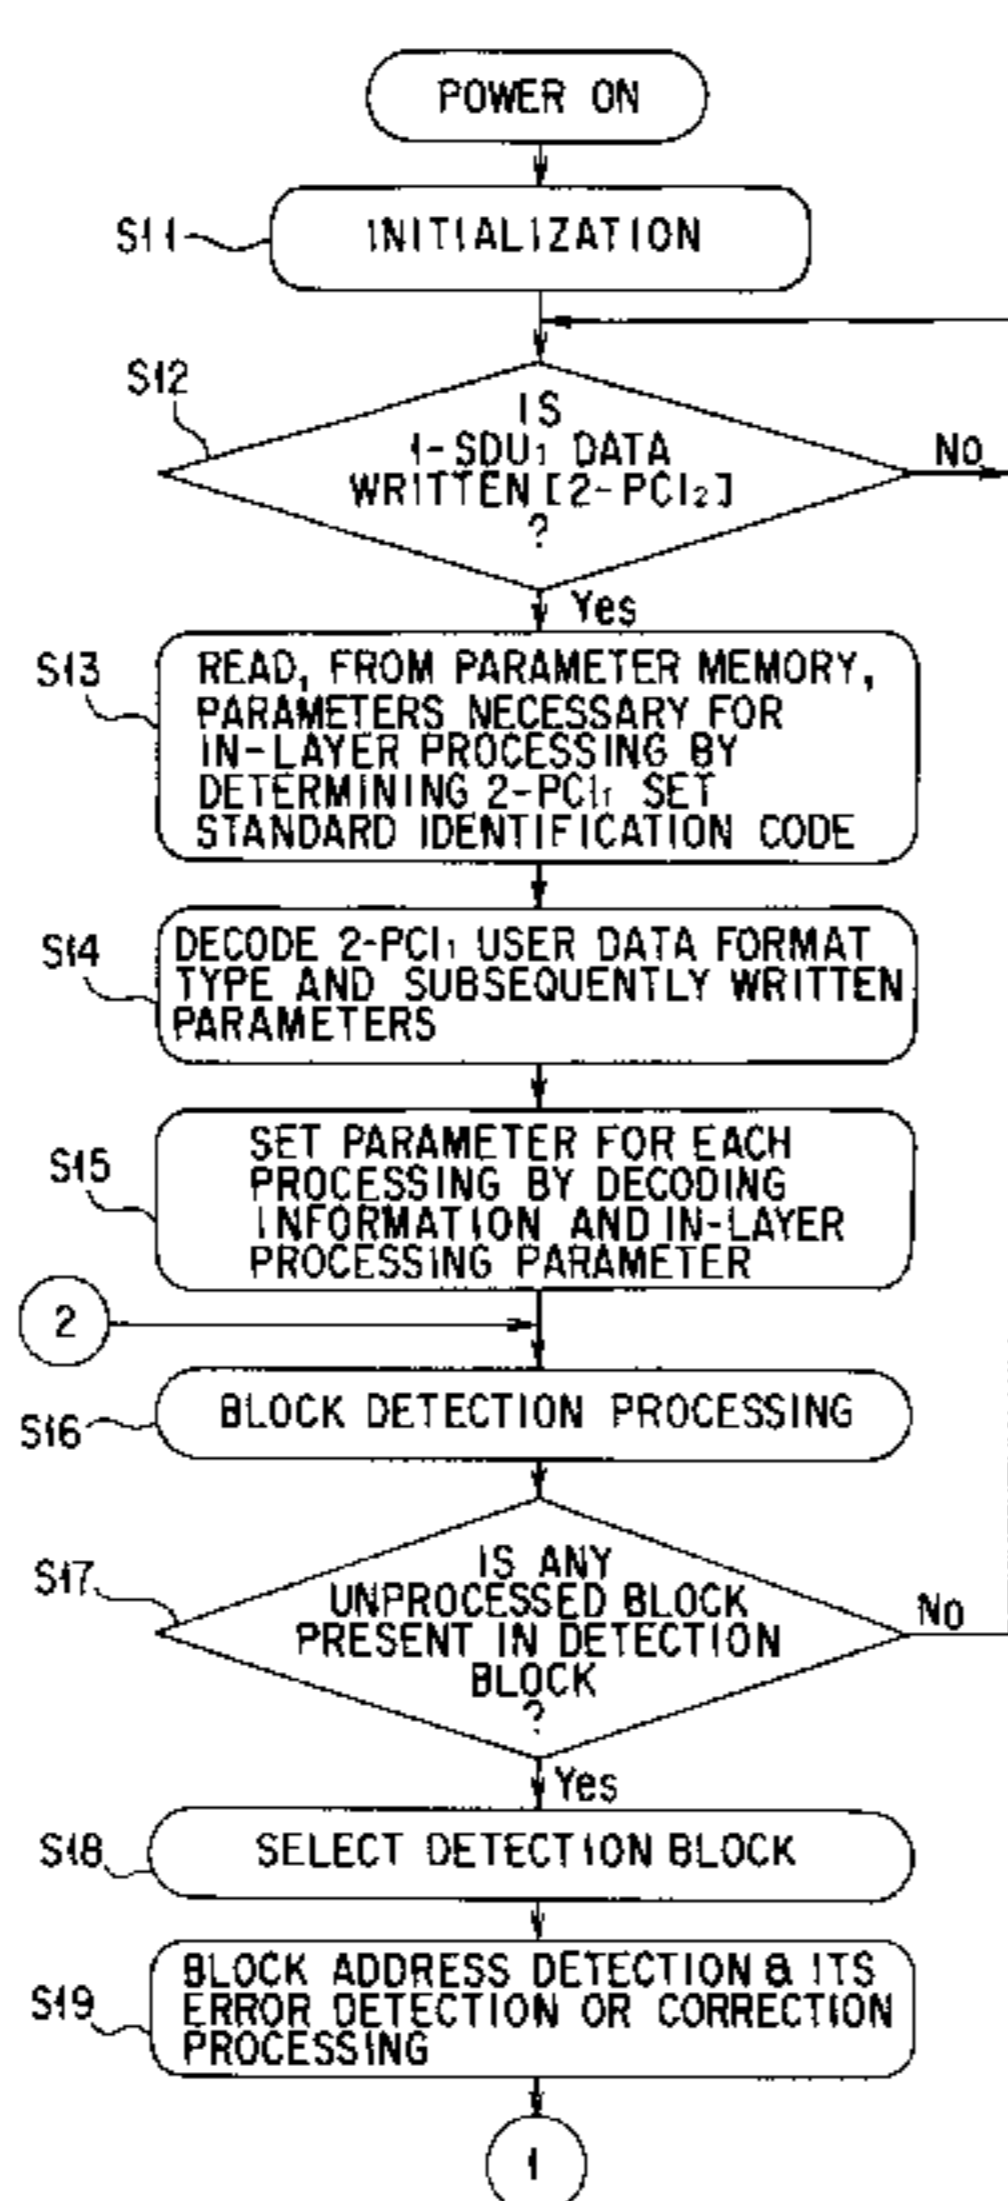 POWER ON
S11
INITIALIZATION
S12
IS
1-SDU₁ DATA
WRITTEN [2-PCI₂]
?
No
Yes
S13
READ, FROM PARAMETER MEMORY,
PARAMETERS NECESSARY FOR
IN-LAYER PROCESSING BY
DETERMINING 2-PCI₁ SET
STANDARD IDENTIFICATION CODE
S14
DECODE 2-PCI₁ USER DATA FORMAT
TYPE AND SUBSEQUENTLY WRITTEN
PARAMETERS
S15
SET PARAMETER FOR EACH
PROCESSING BY DECODING
INFORMATION AND IN-LAYER
PROCESSING PARAMETER
2
S16
BLOCK DETECTION PROCESSING
S17
IS ANY
UNPROCESSED BLOCK
PRESENT IN DETECTION
BLOCK
?
No
Yes
S18
SELECT DETECTION BLOCK
S19
BLOCK ADDRESS DETECTION & ITS
ERROR DETECTION OR CORRECTION
PROCESSING
1